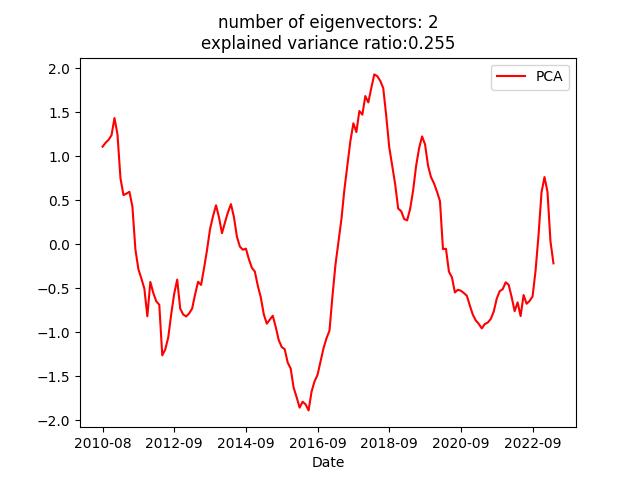 number of eigenvectors: 2
explained variance ratio:0.255
PCA
2.0
1.5
1.0
0.5
0.0
−0.5
−1.0
−1.5
−2.0
2010-08 2012-09 2014-09 2016-09 2018-09 2020-09 2022-09
Date